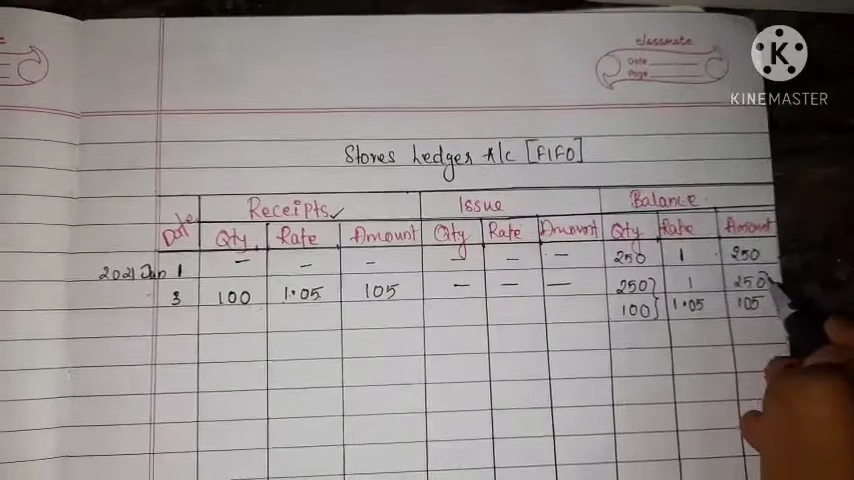 classmate
Date
Page
KINEMASTER
Stores Ledger A/c [FIFO]
Date Receipts ✓ Issue Balance
Qty Rate Amount Qty Rate Amount Qty Rate Amount
2021 Jan 1 – – – – – – 250 1 250
3 100 1.05 105 – – – 250} 1 250
100} 1.05 105